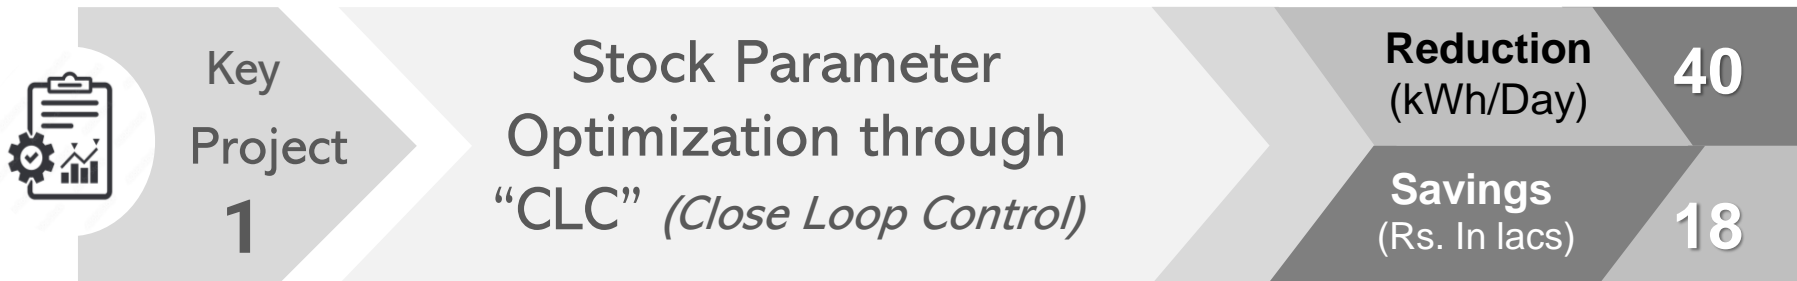 Key
Project
1
Stock Parameter
Optimization through
“CLC” (Close Loop Control)
Reduction
(kWh/Day)
40
Savings
(Rs. In lacs)
18